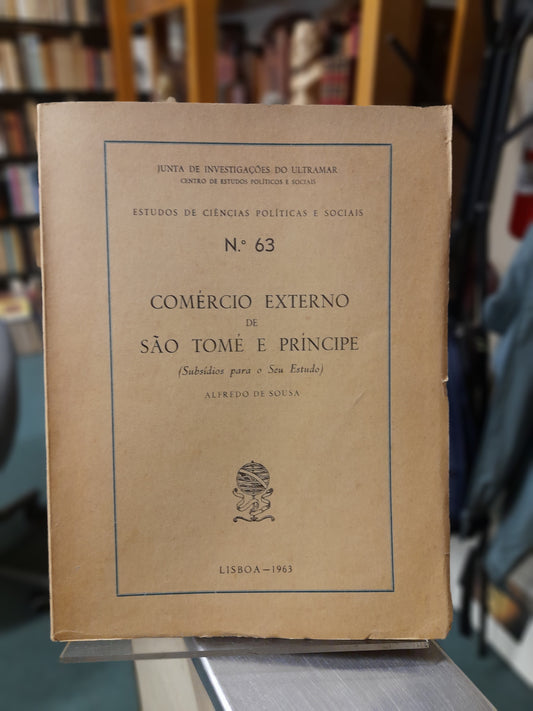 JUNTA DE INVESTIGAÇÕES DO ULTRAMAR
CENTRO DE ESTUDOS POLÍTICOS E SOCIAIS
ESTUDOS DE CIÊNCIAS POLÍTICAS E SOCIAIS
N.º 63
COMÉRCIO EXTERNO
DE
SÃO TOMÉ E PRÍNCIPE
(Subsídios para o Seu Estudo)
ALFREDO DE SOUSA
LISBOA — 1963